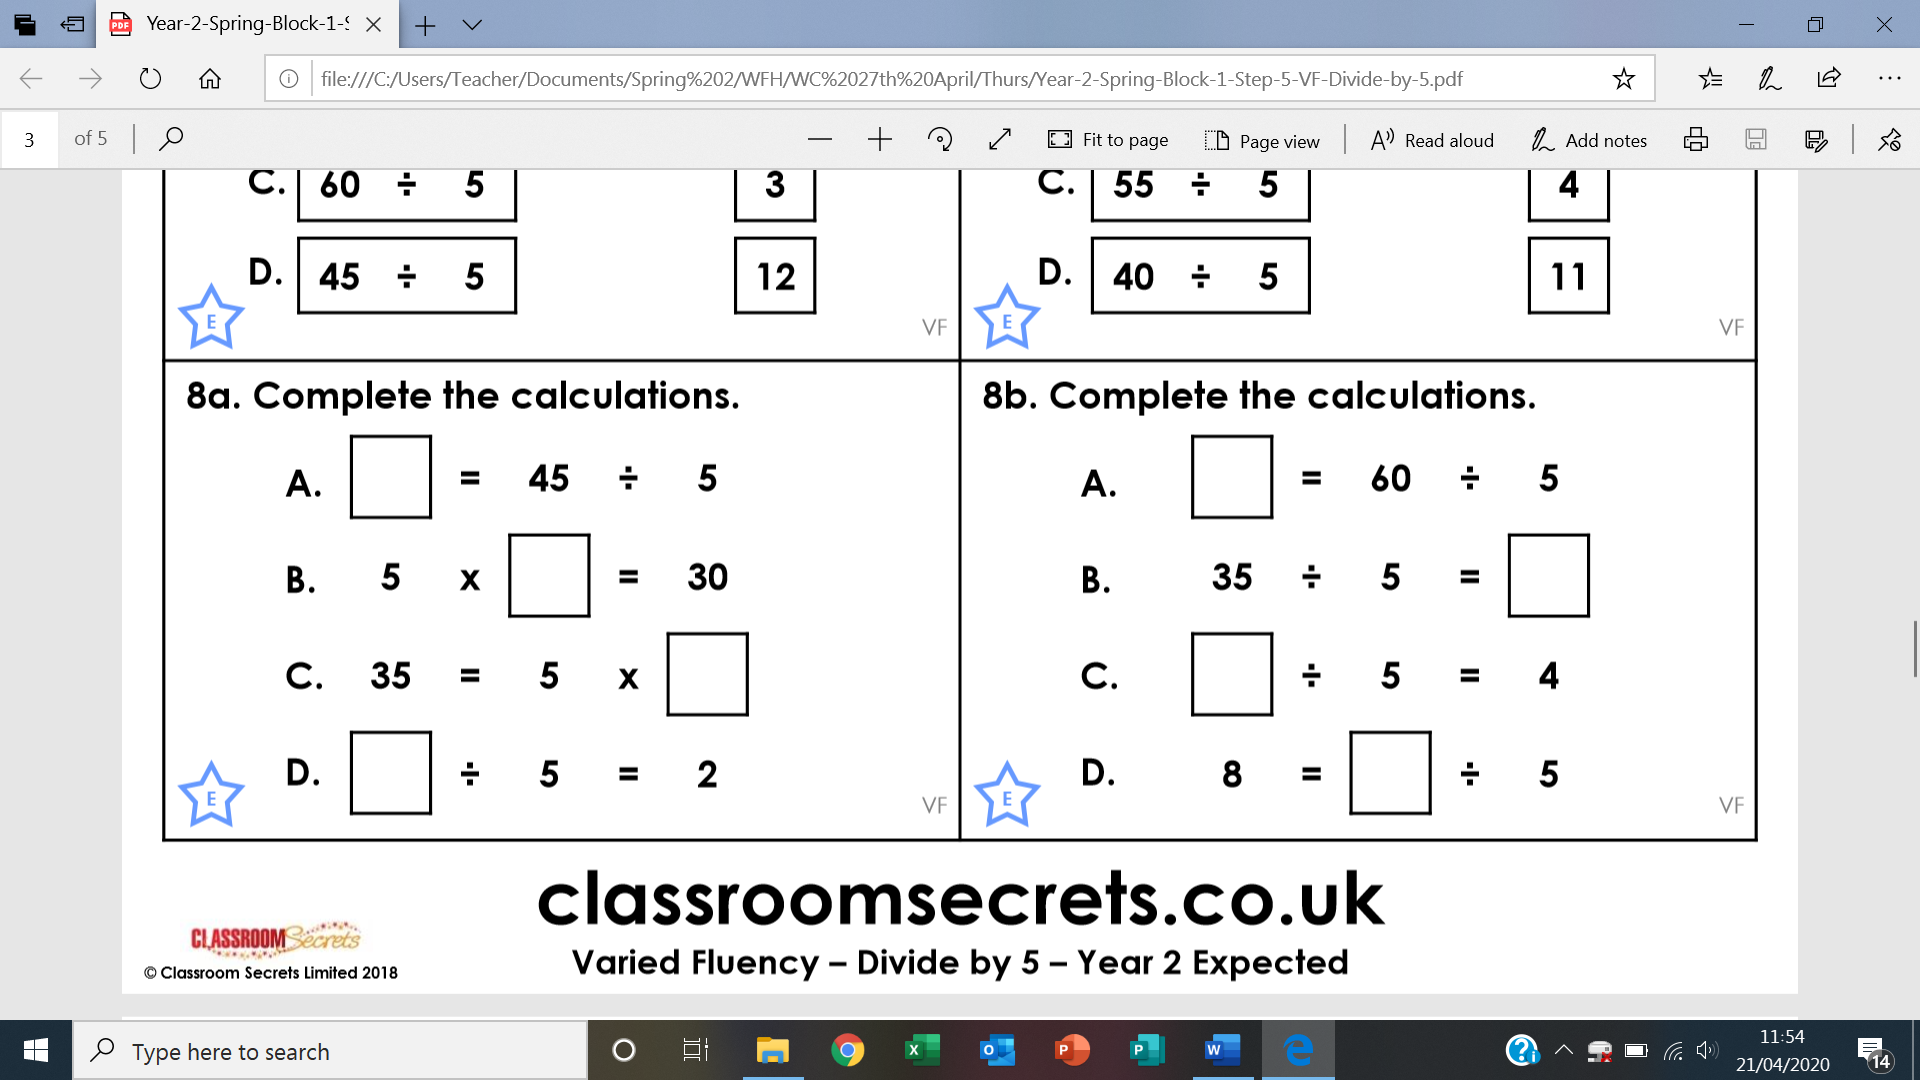 Year-2-Spring-Block-1-S
file:///C:/Users/Teacher/Documents/Spring%202/WFH/WC%2027th%20April/Thurs/Year-2-Spring-Block-1-Step-5-VF-Divide-by-5.pdf
3 of 5
Fit to page
Page view
Read aloud
Add notes
C. 60 ÷ 5 3
D. 45 ÷ 5 12
E
VF
C. 55 ÷ 5 4
D. 40 ÷ 5 11
E
VF
8a. Complete the calculations.
A. = 45 ÷ 5
B. 5 x = 30
C. 35 = 5 x
D. ÷ 5 = 2
E
VF
8b. Complete the calculations.
A. = 60 ÷ 5
B. 35 ÷ 5 =
C. ÷ 5 = 4
D. 8 = ÷ 5
E
VF
classroomsecrets.co.uk
CLASSROOM Secrets
© Classroom Secrets Limited 2018
Varied Fluency – Divide by 5 – Year 2 Expected
Type here to search
11:54
21/04/2020
14